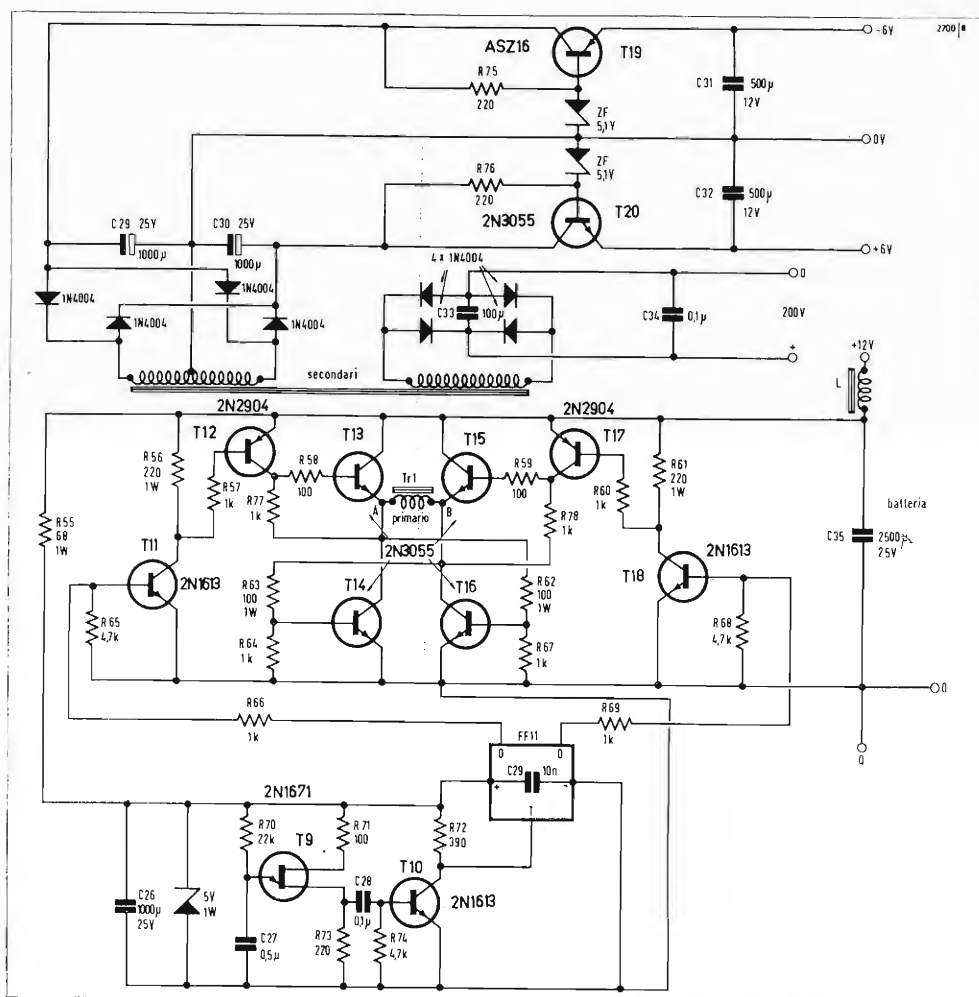 ASZ16
T19
-6V
2700
R75
220
C31
500µ
12V
ZF
5,1V
0V
ZF
5,1V
R76
220
C32
500µ
12V
2N3055
T20
+6V
C29 25V
1000µ
C30 25V
1000µ
4 x 1N4004
0
1N4004
1N4004
1N4004
1N4004
C33
100µ
C34
0,1µ
200V
+
secondari
+12V
L
2N2904
T12
T13
T15
2N2904
T17
R56
220
1W
R57
1k
R58
100
Tr1
A
B
primario
R59
100
R60
1k
R61
220
1W
R77
1k
R78
1k
batteria
R55
68
1W
T11
2N1613
2N3055
C35
2500µ
25V
R63
100
1W
T14
T16
R62
100
1W
T18
2N1613
R65
4,7k
R64
1k
R67
1k
R68
4,7k
0
R66
1k
R69
1k
0
FF11
0
0
C29
10n
+
-
T
2N1671
R70
22k
T9
R71
100
R72
390
C26
1000µ
25V
5V
1W
C28
0,1µ
T10
2N1613
C27
0,5µ
R73
220
R74
4,7k